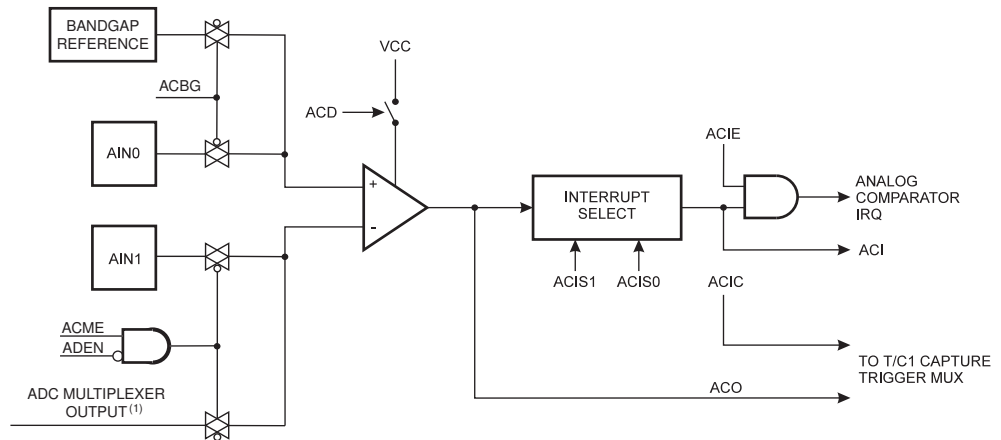 BANDGAP
REFERENCE
ACBG
AIN0
VCC
ACD
+
-
AIN1
ACME
ADEN
ADC MULTIPLEXER
OUTPUT (1)
INTERRUPT
SELECT
ACIS1
ACIS0
ACIE
ANALOG
COMPARATOR
IRQ
ACI
ACIC
TO T/C1 CAPTURE
TRIGGER MUX
ACO